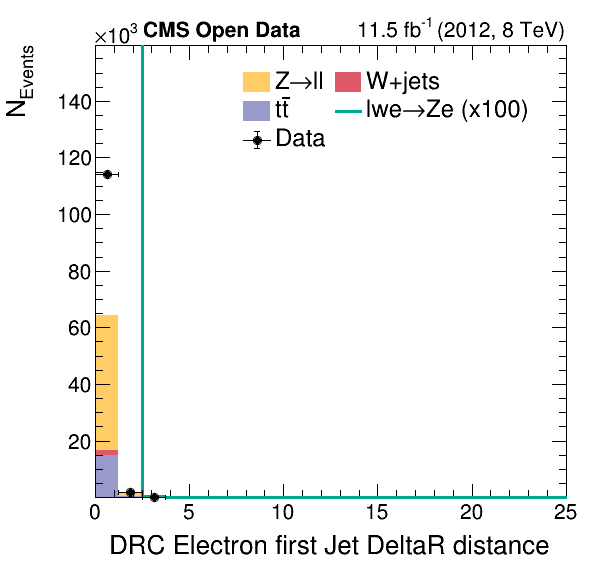 ×10³ CMS Open Data 11.5 fb⁻¹ (2012, 8 TeV)
N_Events
Z→ll W+jets
tt̄ lwe→Ze (x100)
Data
140
120
100
80
60
40
20
0 5 10 15 20 25
DRC Electron first Jet DeltaR distance